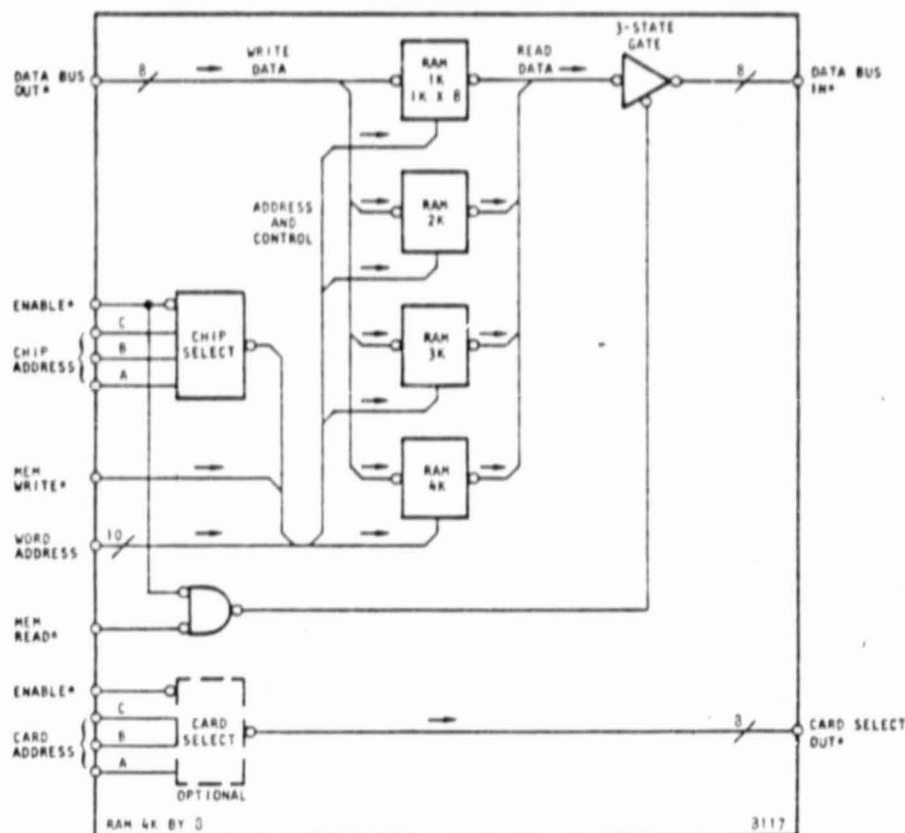 3-STATE
GATE
DATA BUS
OUT*
8
WRITE
DATA
RAM
1K
1K X 8
READ
DATA
8
DATA BUS
IN*
RAM
2K
ADDRESS
AND
CONTROL
ENABLE*
CHIP
ADDRESS
C
B
A
CHIP
SELECT
RAM
3K
RAM
4K
MEM
WRITE*
WORD
ADDRESS
10
MEM
READ*
ENABLE*
CARD
ADDRESS
C
B
A
CARD
SELECT
OPTIONAL
8
CARD SELECT
OUT*
RAM 4K BY 8
3117